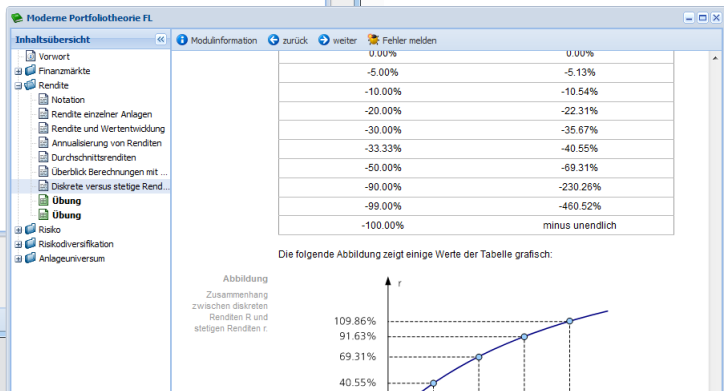 Moderne Portfoliotheorie FL
Inhaltsübersicht
Modulinformation zurück weiter Fehler melden
Vorwort
Finanzmärkte
Rendite
Notation
Rendite einzelner Anlagen
Rendite und Wertentwicklung
Annualisierung von Renditen
Durchschnittsrenditen
Überblick Berechnungen mit ...
Diskrete versus stetige Rend...
Übung
Übung
Risiko
Risikodiversifikation
Anlageuniversum
0.00% 0.00%
-5.00% -5.13%
-10.00% -10.54%
-20.00% -22.31%
-30.00% -35.67%
-33.33% -40.55%
-50.00% -69.31%
-90.00% -230.26%
-99.00% -460.52%
-100.00% minus unendlich
Die folgende Abbildung zeigt einige Werte der Tabelle grafisch:
Abbildung
Zusammenhang
zwischen diskreten
Renditen R und
stetigen Renditen r.
r
109.86%
91.63%
69.31%
40.55%